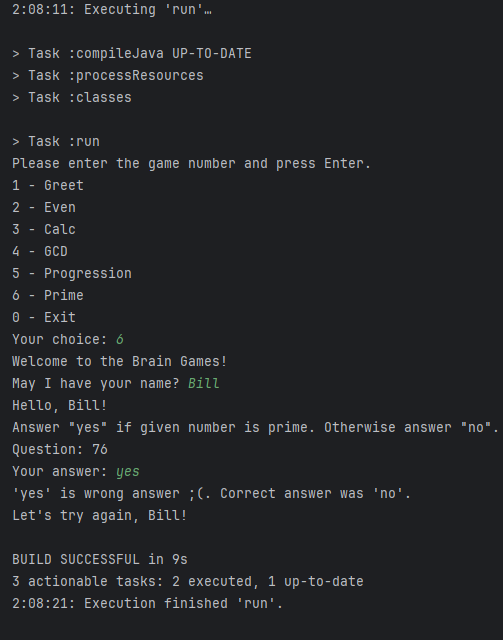 2:08:11: Executing 'run'…
> Task :compileJava UP-TO-DATE
> Task :processResources
> Task :classes
> Task :run
Please enter the game number and press Enter.
1 - Greet
2 - Even
3 - Calc
4 - GCD
5 - Progression
6 - Prime
0 - Exit
Your choice: 6
Welcome to the Brain Games!
May I have your name? Bill
Hello, Bill!
Answer "yes" if given number is prime. Otherwise answer "no".
Question: 76
Your answer: yes
'yes' is wrong answer ;(. Correct answer was 'no'.
Let's try again, Bill!
BUILD SUCCESSFUL in 9s
3 actionable tasks: 2 executed, 1 up-to-date
2:08:21: Execution finished 'run'.